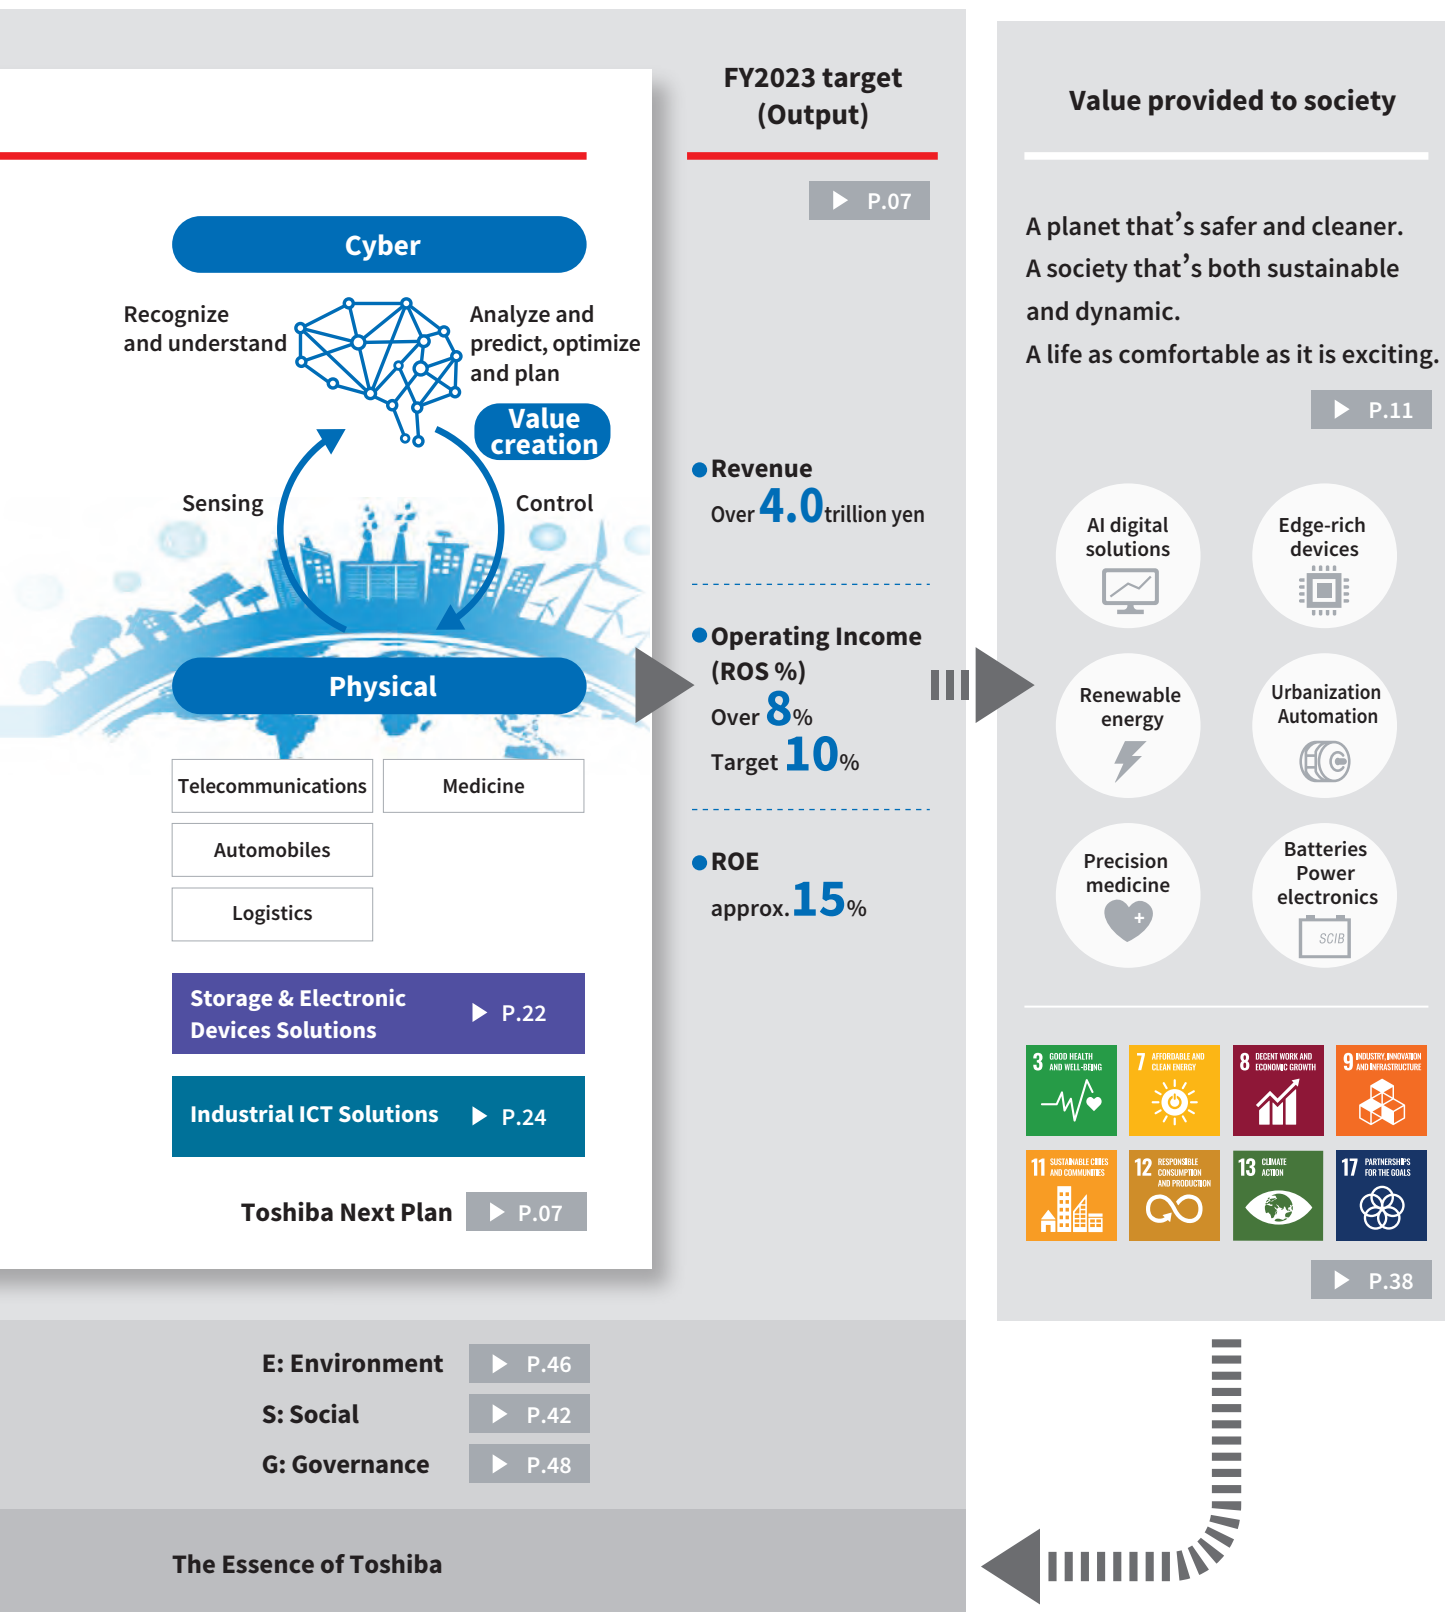 Cyber
Recognize
and understand
Analyze and
predict, optimize
and plan
Value
creation
Sensing
Control
Physical
Telecommunications
Medicine
Automobiles
Logistics
Storage & Electronic
Devices Solutions
P.22
Industrial ICT Solutions
P.24
Toshiba Next Plan
P.07
FY2023 target
(Output)
P.07
Revenue
Over 4.0 trillion yen
Operating Income
(ROS %)
Over 8%
Target 10%
ROE
approx. 15%
Value provided to society
A planet that's safer and cleaner.
A society that's both sustainable
and dynamic.
A life as comfortable as it is exciting.
P.11
AI digital
solutions
Edge-rich
devices
Renewable
energy
Urbanization
Automation
Precision
medicine
Batteries
Power
electronics
SCIB
3 GOOD HEALTH
AND WELL-BEING
7 AFFORDABLE AND
CLEAN ENERGY
8 DECENT WORK AND
ECONOMIC GROWTH
9 INDUSTRY, INNOVATION
AND INFRASTRUCTURE
11 SUSTAINABLE CITIES
AND COMMUNITIES
12 RESPONSIBLE
CONSUMPTION
AND PRODUCTION
13 CLIMATE
ACTION
17 PARTNERSHIPS
FOR THE GOALS
P.38
E: Environment
P.46
S: Social
P.42
G: Governance
P.48
The Essence of Toshiba